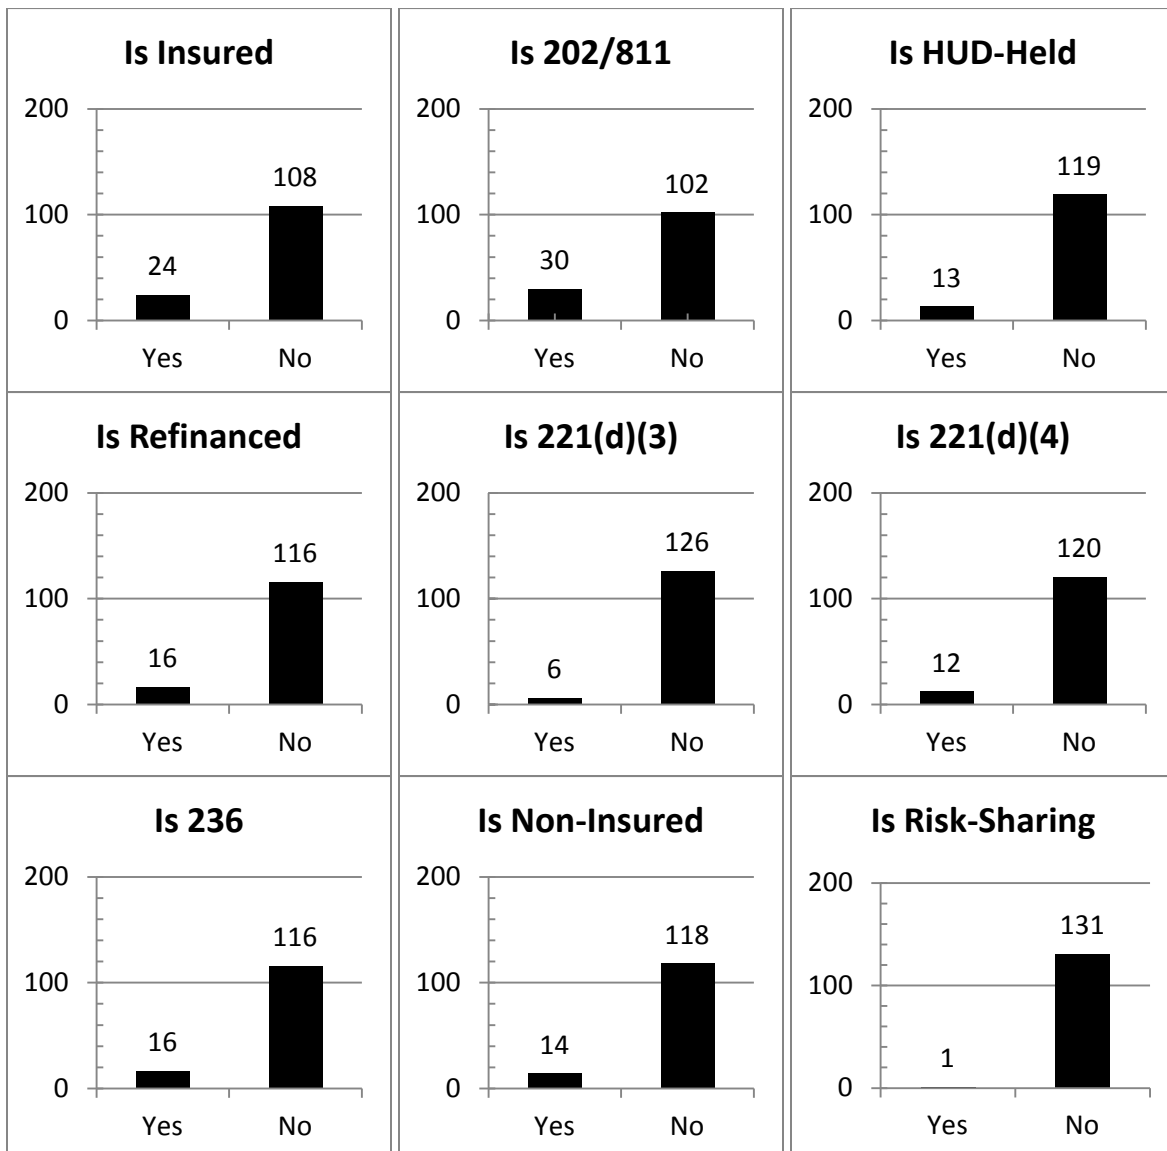 Is Insured
200
108
100
24
0
Yes No
Is 202/811
200
102
100
30
0
Yes No
Is HUD-Held
200
119
100
13
0
Yes No
Is Refinanced
200
116
100
16
0
Yes No
Is 221(d)(3)
200
126
100
6
0
Yes No
Is 221(d)(4)
200
120
100
12
0
Yes No
Is 236
200
116
100
16
0
Yes No
Is Non-Insured
200
118
100
14
0
Yes No
Is Risk-Sharing
200
131
100
1
0
Yes No